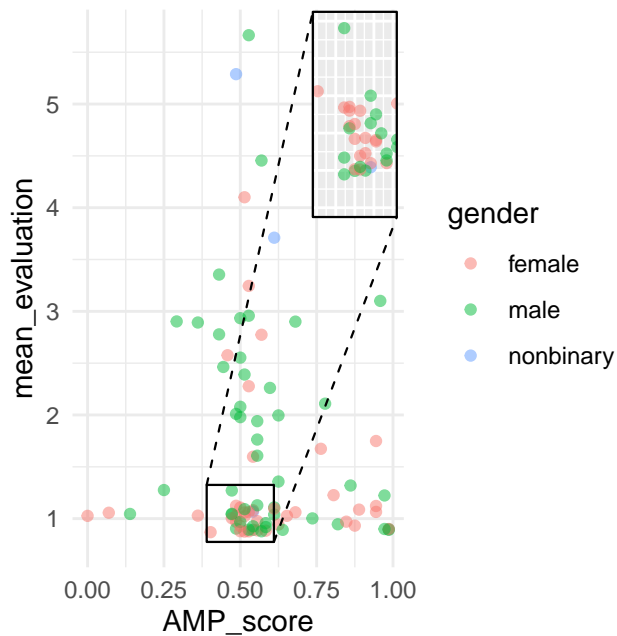 mean_evaluation
5
4
3
2
1
0.00 0.25 0.50 0.75 1.00
AMP_score
gender
female
male
nonbinary